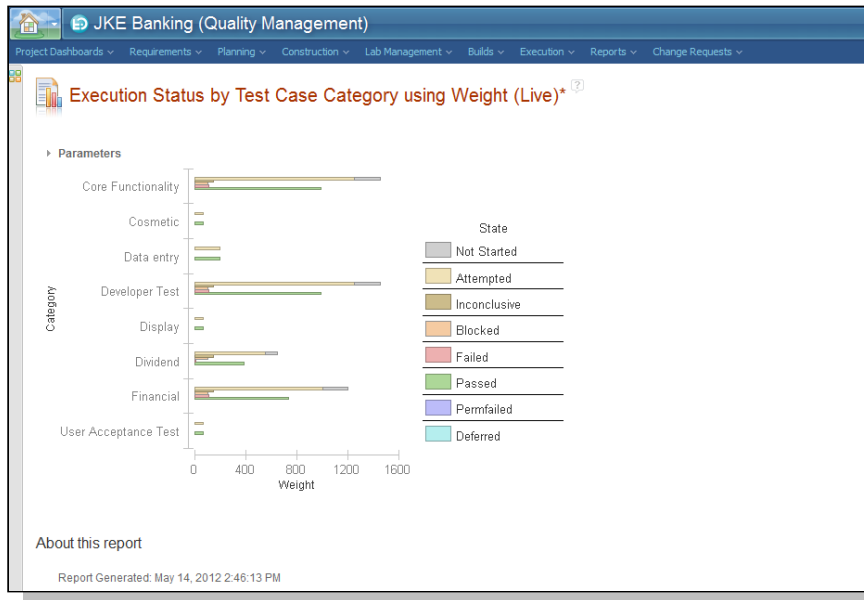 JKE Banking (Quality Management)
Project Dashboards Requirements Planning Construction Lab Management Builds Execution Reports Change Requests
Execution Status by Test Case Category using Weight (Live)* ?
Parameters
Core Functionality
Cosmetic
Data entry
Developer Test
Display
Dividend
Financial
User Acceptance Test
Category
0 400 800 1200 1600
Weight
State
Not Started
Attempted
Inconclusive
Blocked
Failed
Passed
Permfailed
Deferred
About this report
Report Generated: May 14, 2012 2:46:13 PM